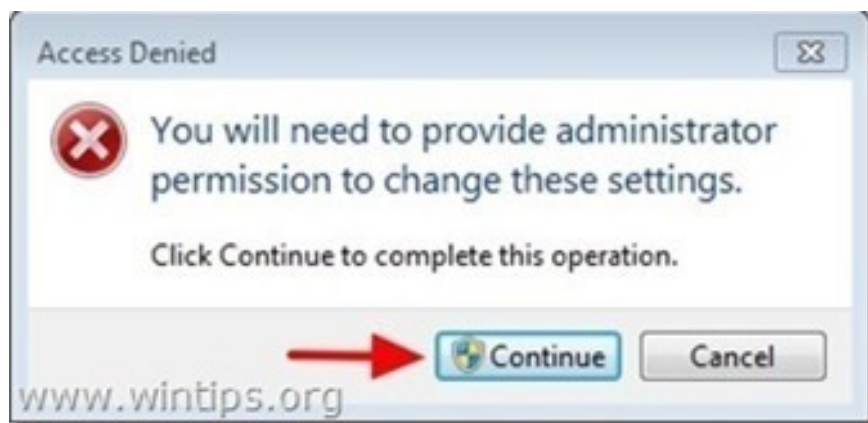 Access Denied
You will need to provide administrator
permission to change these settings.
Click Continue to complete this operation.
Continue
Cancel
www.wintips.org